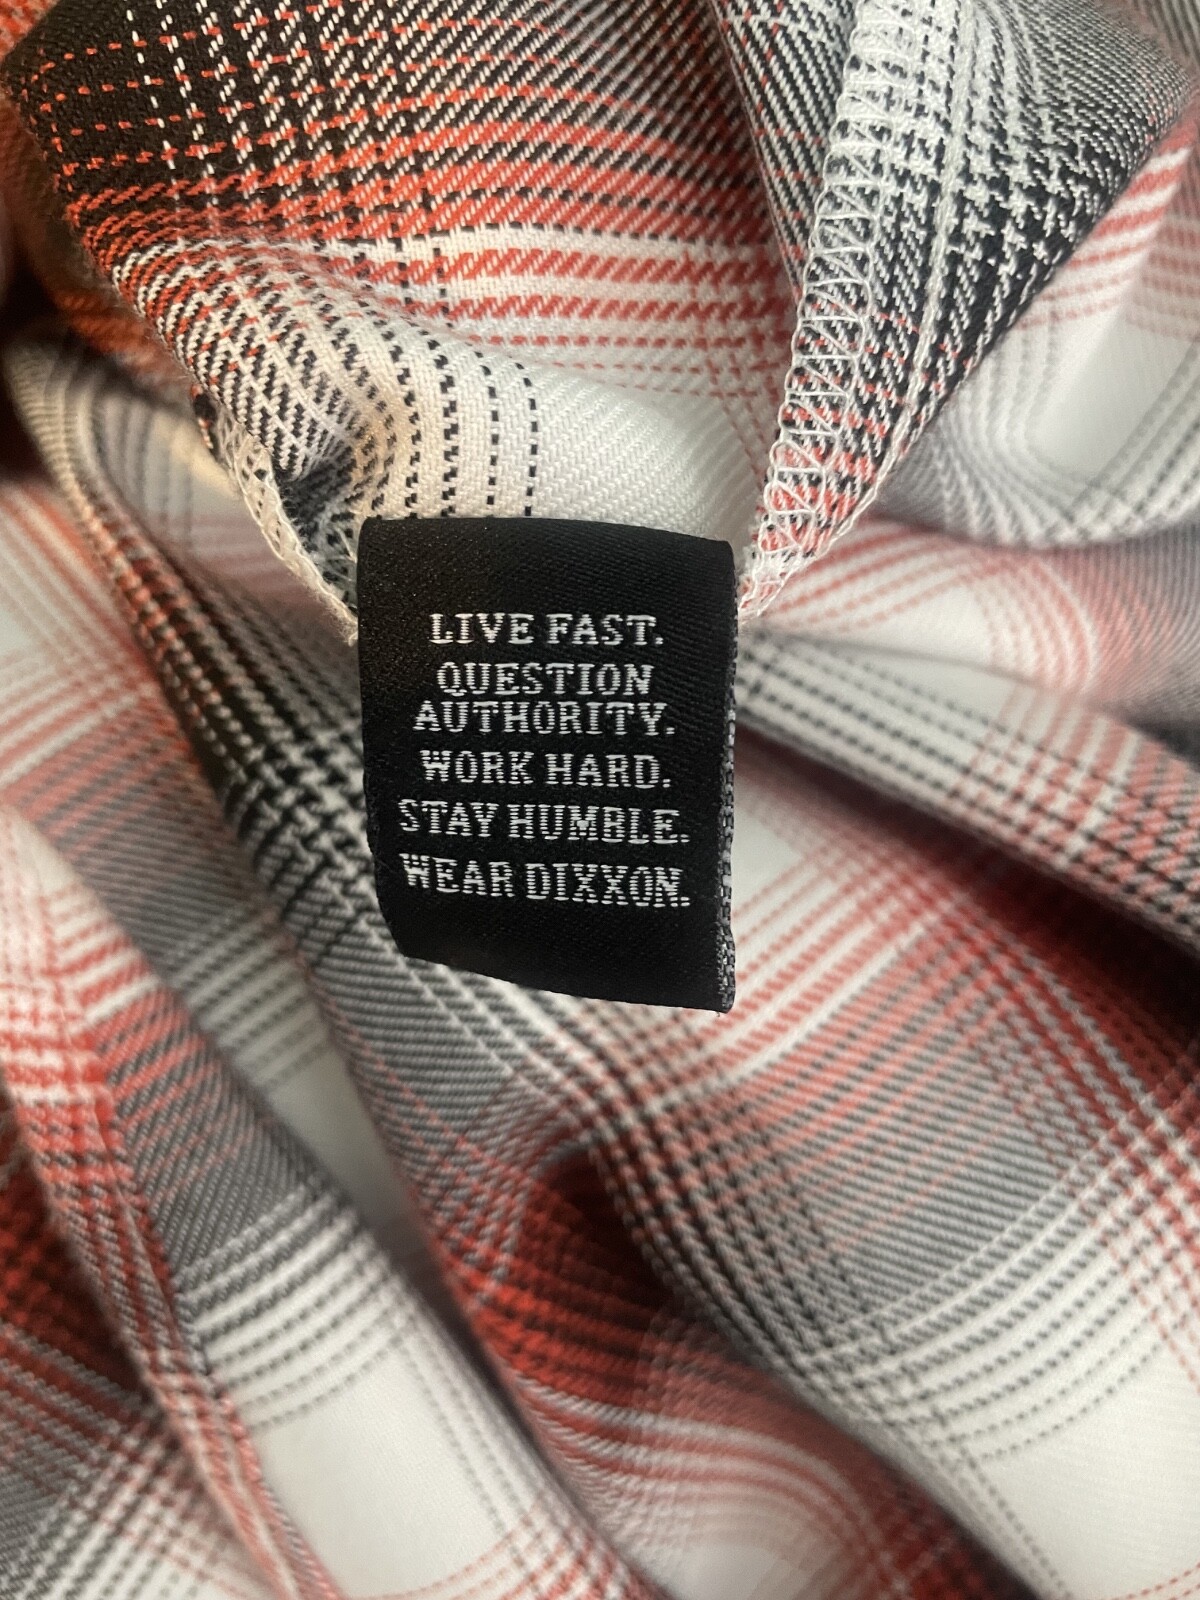 LIVE FAST.
QUESTION
AUTHORITY.
WORK HARD.
STAY HUMBLE.
WEAR DIXXON.